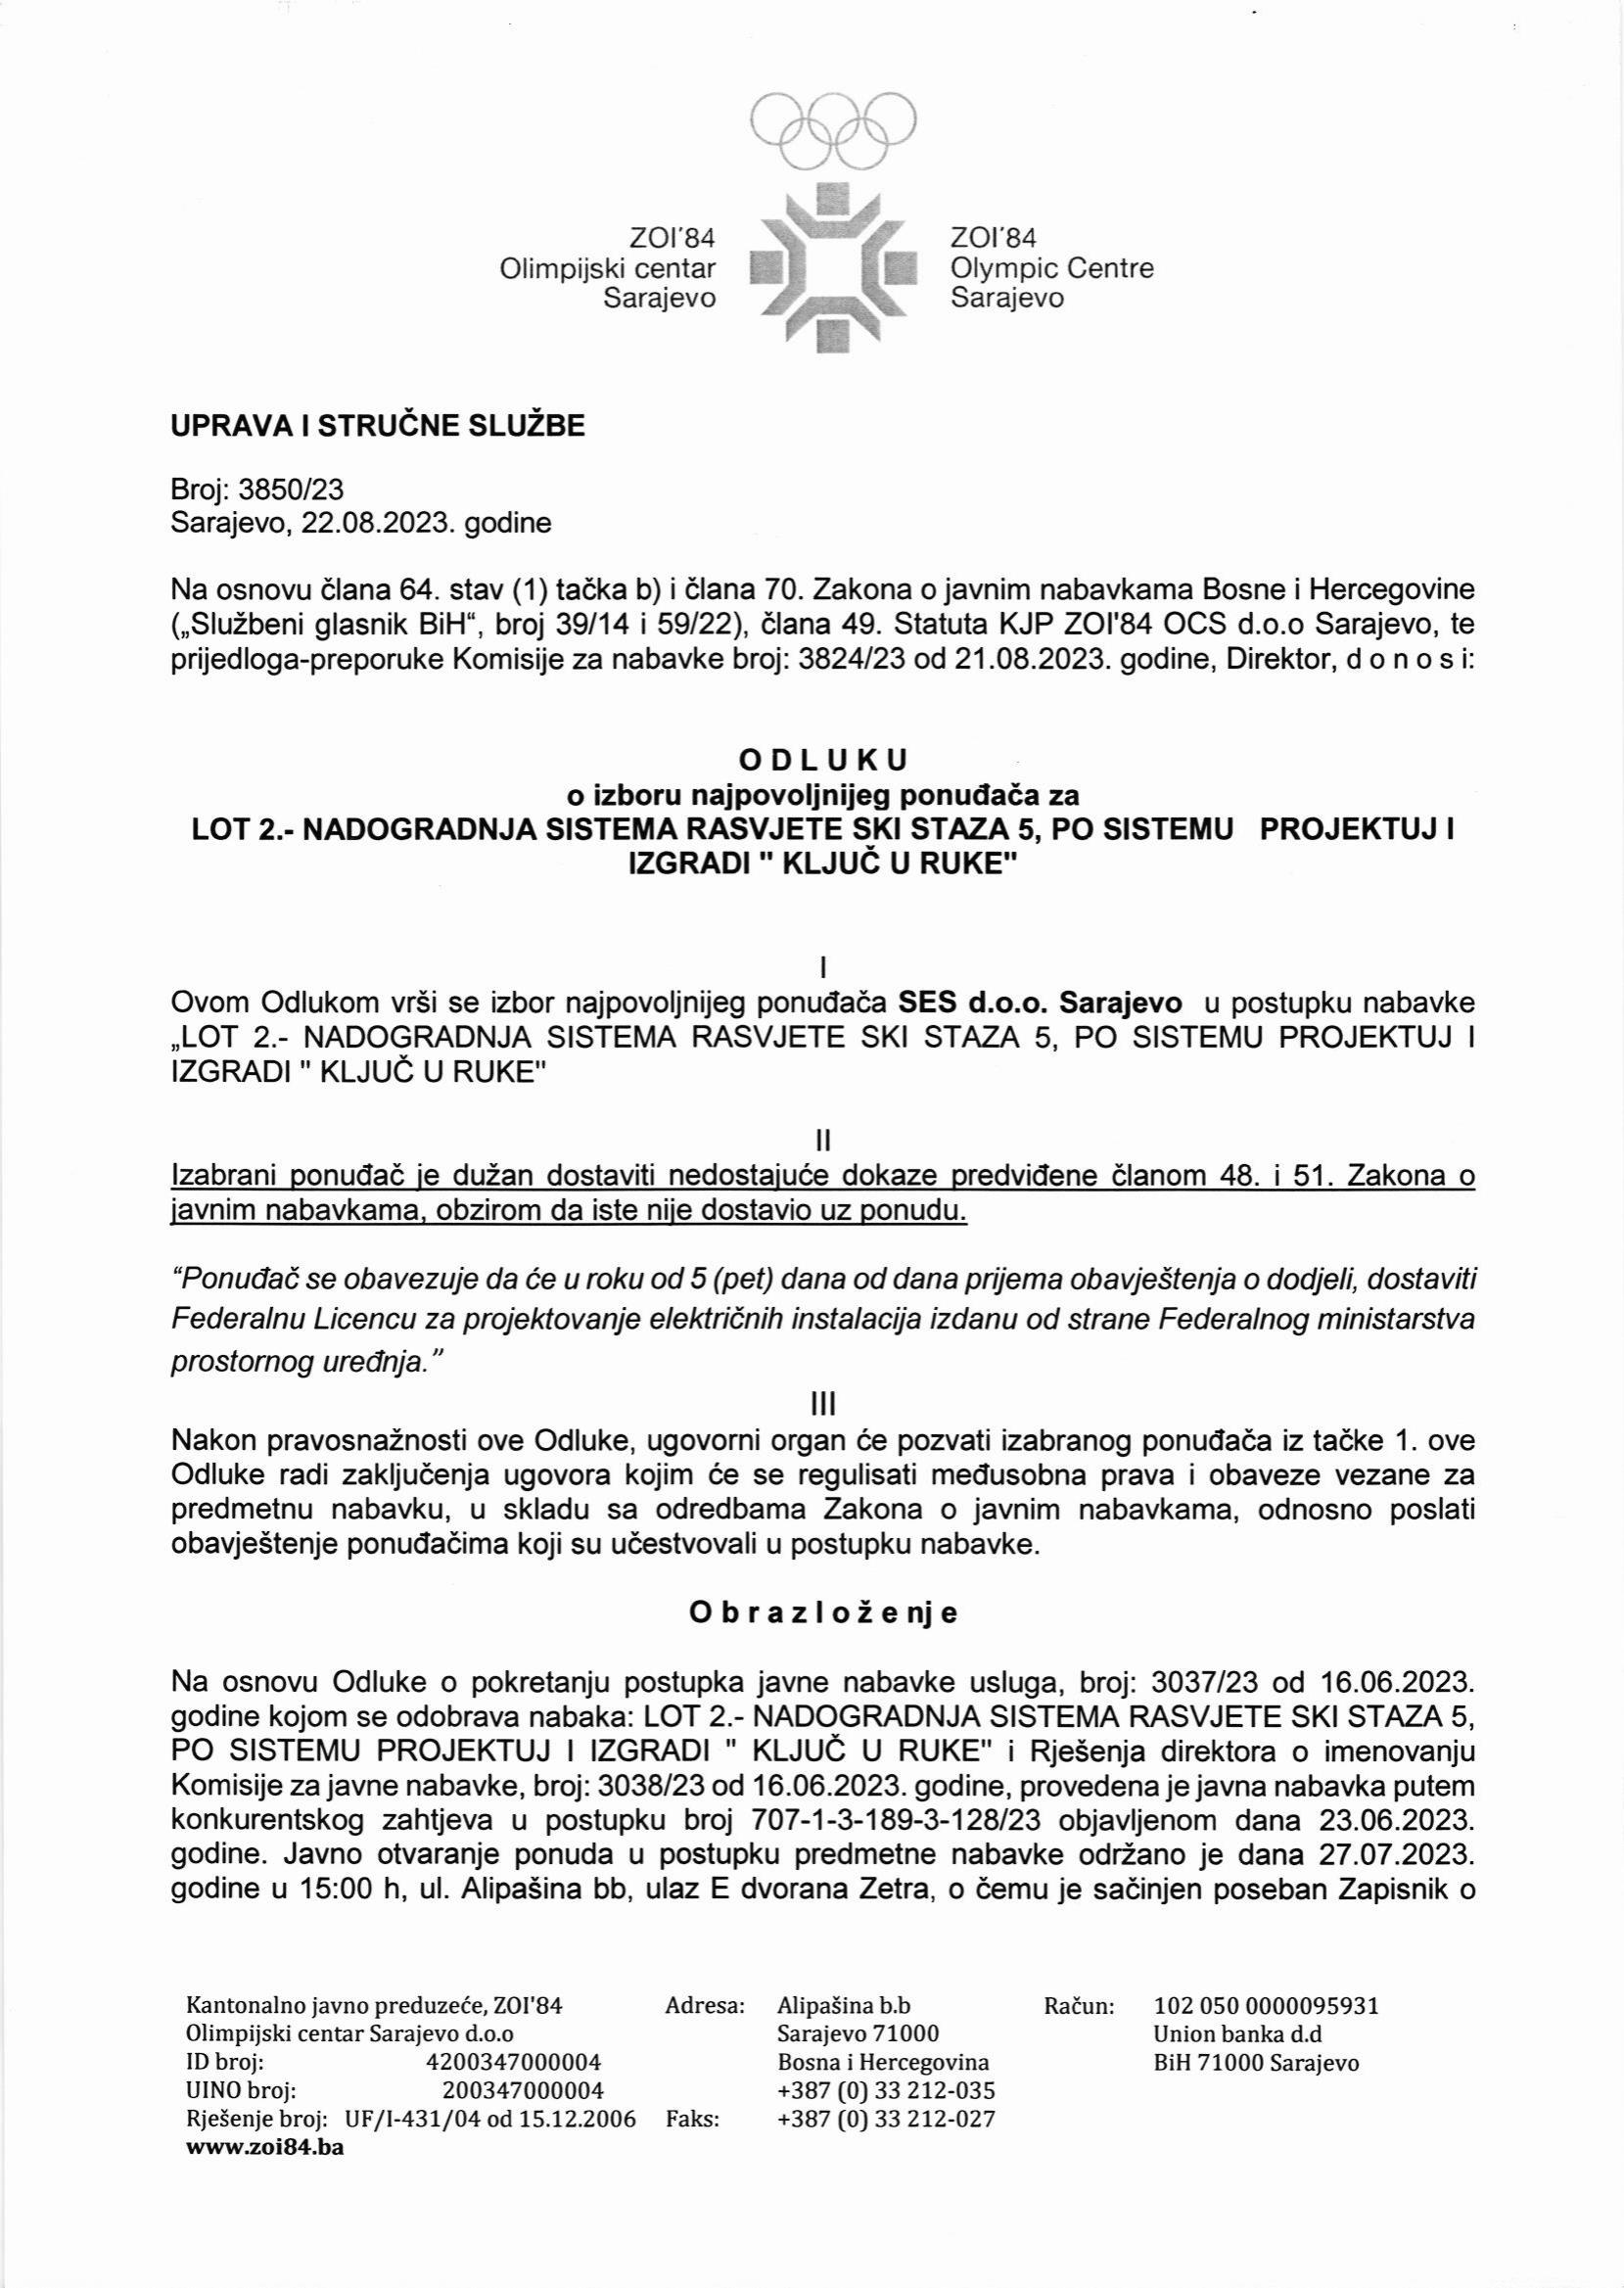 ZOI'84
Olimpijski centar
Sarajevo
ZOI'84
Olympic Centre
Sarajevo
UPRAVA I STRUČNE SLUŽBE
Broj: 3850/23
Sarajevo, 22.08.2023. godine
Na osnovu člana 64. stav (1) tačka b) i člana 70. Zakona o javnim nabavkama Bosne i Hercegovine
(„Službeni glasnik BiH“, broj 39/14 i 59/22), člana 49. Statuta KJP ZOI'84 OCS d.o.o Sarajevo, te
prijedloga-preporuke Komisije za nabavke broj: 3824/23 od 21.08.2023. godine, Direktor, d o n o s i:
O D L U K U
o izboru najpovoljnijeg ponuđača za
LOT 2.- NADOGRADNJA SISTEMA RASVJETE SKI STAZA 5, PO SISTEMU PROJEKTUJ I
IZGRADI " KLJUČ U RUKE"
I
Ovom Odlukom vrši se izbor najpovoljnijeg ponuđača SES d.o.o. Sarajevo u postupku nabavke
„LOT 2.- NADOGRADNJA SISTEMA RASVJETE SKI STAZA 5, PO SISTEMU PROJEKTUJ I
IZGRADI " KLJUČ U RUKE"
II
Izabrani ponuđač je dužan dostaviti nedostajuće dokaze predviđene članom 48. i 51. Zakona o
javnim nabavkama, obzirom da iste nije dostavio uz ponudu.
“Ponuđač se obavezuje da će u roku od 5 (pet) dana od dana prijema obavještenja o dodjeli, dostaviti
Federalnu Licencu za projektovanje električnih instalacija izdanu od strane Federalnog ministarstva
prostornog uređnja.”
III
Nakon pravosnažnosti ove Odluke, ugovorni organ će pozvati izabranog ponuđača iz tačke 1. ove
Odluke radi zaključenja ugovora kojim će se regulisati međusobna prava i obaveze vezane za
predmetnu nabavku, u skladu sa odredbama Zakona o javnim nabavkama, odnosno poslati
obavještenje ponuđačima koji su učestvovali u postupku nabavke.
O b r a z l o ž e nj e
Na osnovu Odluke o pokretanju postupka javne nabavke usluga, broj: 3037/23 od 16.06.2023.
godine kojom se odobrava nabaka: LOT 2.- NADOGRADNJA SISTEMA RASVJETE SKI STAZA 5,
PO SISTEMU PROJEKTUJ I IZGRADI " KLJUČ U RUKE" i Rješenja direktora o imenovanju
Komisije za javne nabavke, broj: 3038/23 od 16.06.2023. godine, provedena je javna nabavka putem
konkurentskog zahtjeva u postupku broj 707-1-3-189-3-128/23 objavljenom dana 23.06.2023.
godine. Javno otvaranje ponuda u postupku predmetne nabavke održano je dana 27.07.2023.
godine u 15:00 h, ul. Alipašina bb, ulaz E dvorana Zetra, o čemu je sačinjen poseban Zapisnik o
Kantonalno javno preduzeće, ZOI'84 Adresa: Alipašina b.b Račun: 102 050 0000095931
Olimpijski centar Sarajevo d.o.o Sarajevo 71000 Union banka d.d
ID broj: 4200347000004 Bosna i Hercegovina BiH 71000 Sarajevo
UINO broj: 200347000004 +387 (0) 33 212-035
Rješenje broj: UF/I-431/04 od 15.12.2006 Faks: +387 (0) 33 212-027
www.zoi84.ba